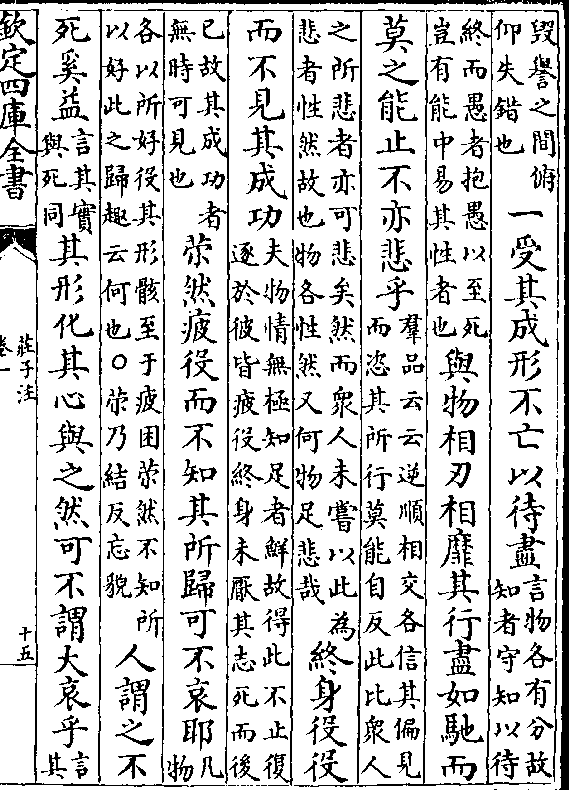 毀譽之間俯
仰失錯也
一受其成形不亡以待盡
言物各有分故
知者守知以待
終而愚者抱愚以至死
豈有能中易其性者也
與物相刃相靡其行盡如馳而
莫之能止不亦悲乎
羣品云云逆順相交各信其偏見
而恣其所行莫能自反此比衆人
之所悲者亦可悲矣然而衆人未嘗以此為
悲者性然故也物各性然又何物足悲哉
終身役役
而不見其成功
夫物情無極知足者鮮故得此不止復
逐於彼皆疲役終身未厭其志死而後
已故其成功者
無時可見也
苶然疲役而不知其所歸可不哀耶
凡
物
各以所好役其形骸至于疲困苶然不知所
以好此之歸趣云何也○苶乃結反忘貌
人謂之不
死奚益
言其實
與死同
其形化其心與之然可不謂大哀乎
言
其
欽定四庫全書
莊子注
卷一
十五